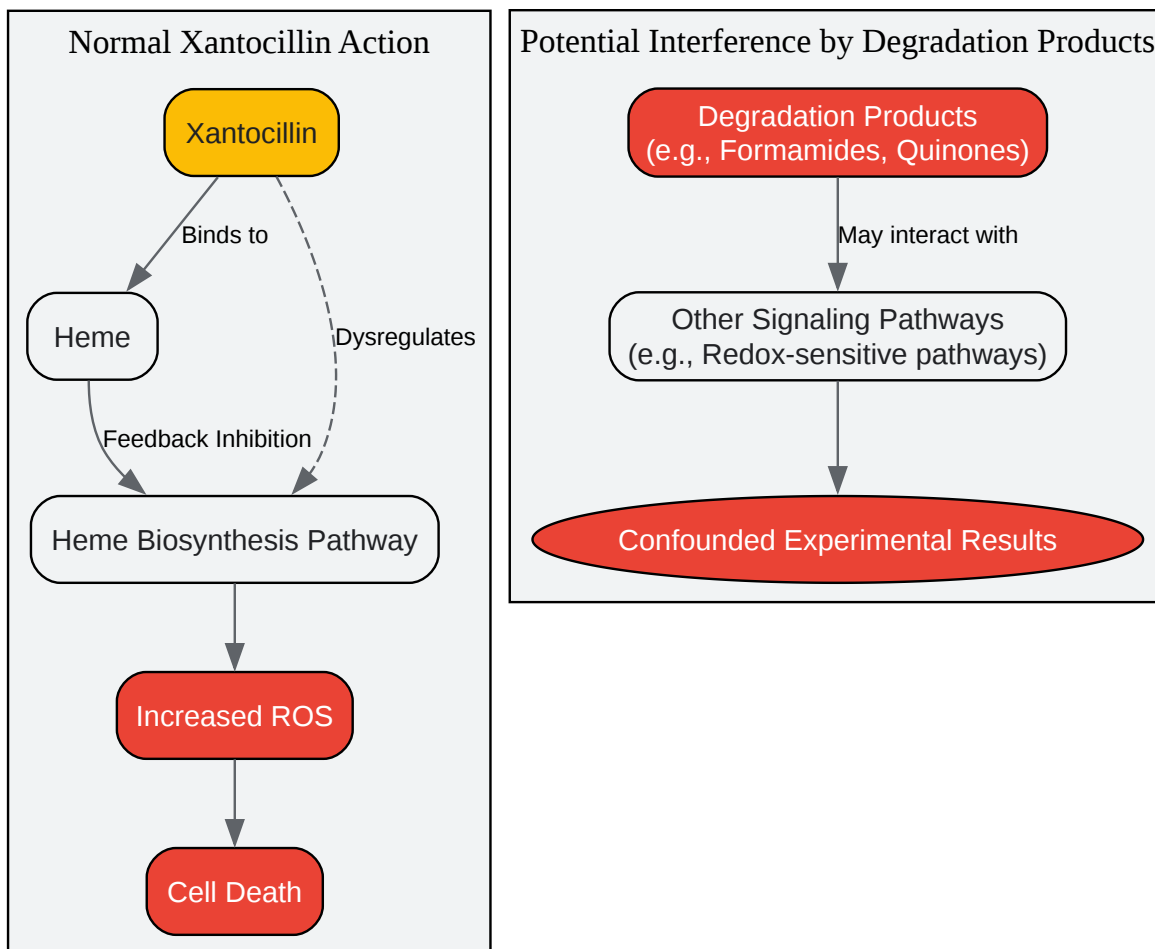 Normal Xantocillin Action
Xantocillin
Binds to
Heme
Dysregulates
Feedback Inhibition
Heme Biosynthesis Pathway
Increased ROS
Cell Death
Potential Interference by Degradation Products
Degradation Products
(e.g., Formamides, Quinones)
May interact with
Other Signaling Pathways
(e.g., Redox-sensitive pathways)
Confounded Experimental Results